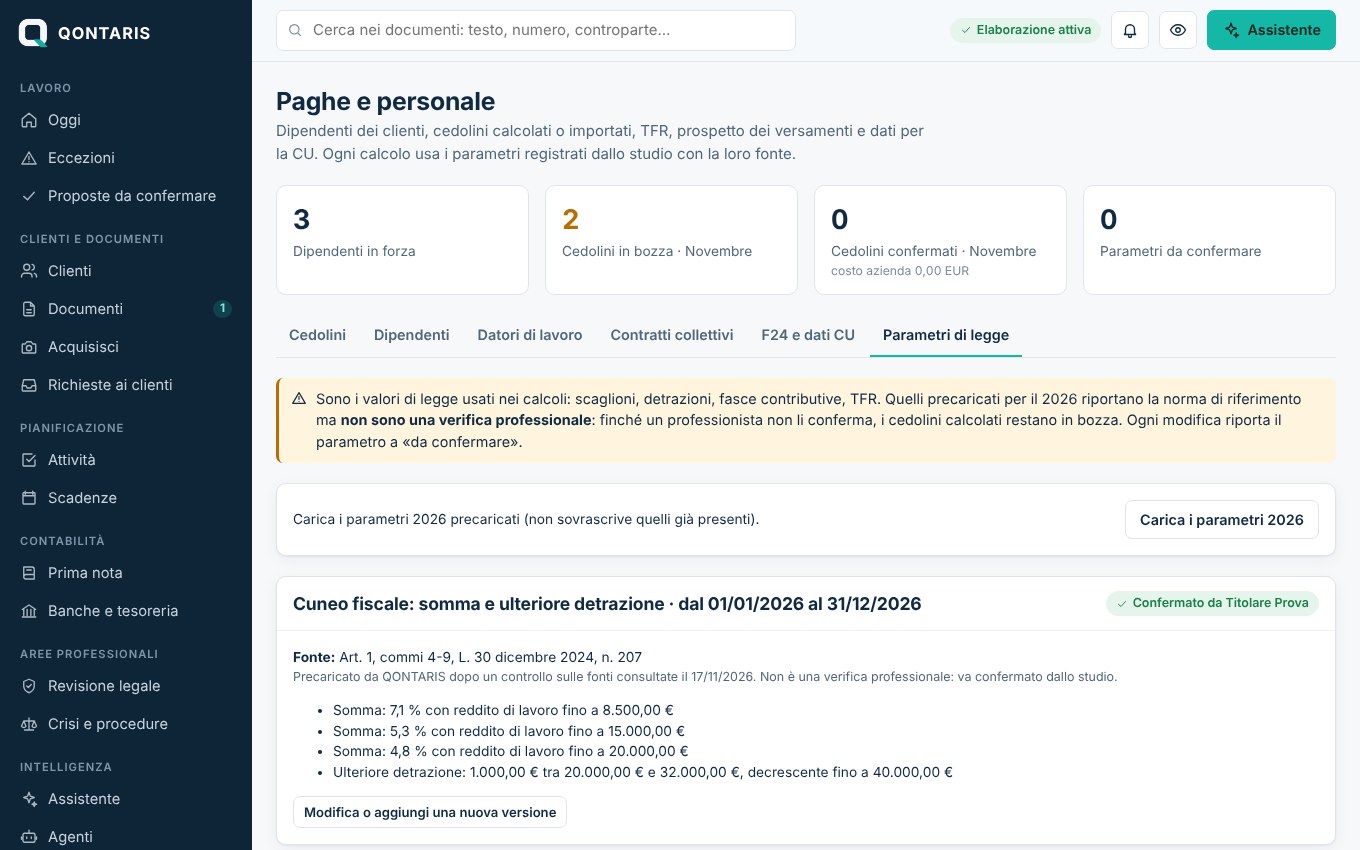 QONTARIS
LAVORO
Oggi
Eccezioni
Proposte da confermare
CLIENTI E DOCUMENTI
Clienti
Documenti 1
Acquisisci
Richieste ai clienti
PIANIFICAZIONE
Attività
Scadenze
CONTABILITÀ
Prima nota
Banche e tesoreria
AREE PROFESSIONALI
Revisione legale
Crisi e procedure
INTELLIGENZA
Assistente
Agenti
Cerca nei documenti: testo, numero, controparte...
Elaborazione attiva
Assistente
Paghe e personale
Dipendenti dei clienti, cedolini calcolati o importati, TFR, prospetto dei versamenti e dati per
la CU. Ogni calcolo usa i parametri registrati dallo studio con la loro fonte.
3
Dipendenti in forza
2
Cedolini in bozza · Novembre
0
Cedolini confermati · Novembre
costo azienda 0,00 EUR
0
Parametri da confermare
Cedolini Dipendenti Datori di lavoro Contratti collettivi F24 e dati CU Parametri di legge
Sono i valori di legge usati nei calcoli: scaglioni, detrazioni, fasce contributive, TFR. Quelli precaricati per il 2026 riportano la norma di riferimento
ma non sono una verifica professionale: finché un professionista non li conferma, i cedolini calcolati restano in bozza. Ogni modifica riporta il
parametro a «da confermare».
Carica i parametri 2026 precaricati (non sovrascrive quelli già presenti).
Carica i parametri 2026
Cuneo fiscale: somma e ulteriore detrazione · dal 01/01/2026 al 31/12/2026
Confermato da Titolare Prova
Fonte: Art. 1, commi 4-9, L. 30 dicembre 2024, n. 207
Precaricato da QONTARIS dopo un controllo sulle fonti consultate il 17/11/2026. Non è una verifica professionale: va confermato dallo studio.
• Somma: 7,1 % con reddito di lavoro fino a 8.500,00 €
• Somma: 5,3 % con reddito di lavoro fino a 15.000,00 €
• Somma: 4,8 % con reddito di lavoro fino a 20.000,00 €
• Ulteriore detrazione: 1.000,00 € tra 20.000,00 € e 32.000,00 €, decrescente fino a 40.000,00 €
Modifica o aggiungi una nuova versione